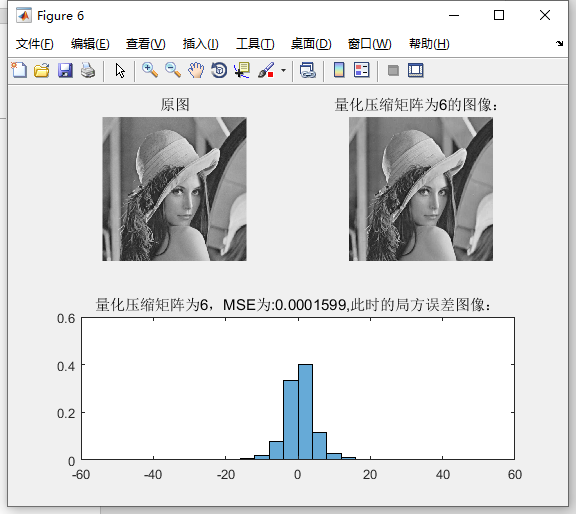 Figure 6
文件(F) 编辑(E) 查看(V) 插入(I) 工具(T) 桌面(D) 窗口(W) 帮助(H)
原图
量化压缩矩阵为6的图像：
量化压缩矩阵为6，MSE为:0.0001599,此时的局方误差图像：
0.6
0.4
0.2
0
-60 -40 -20 0 20 40 60